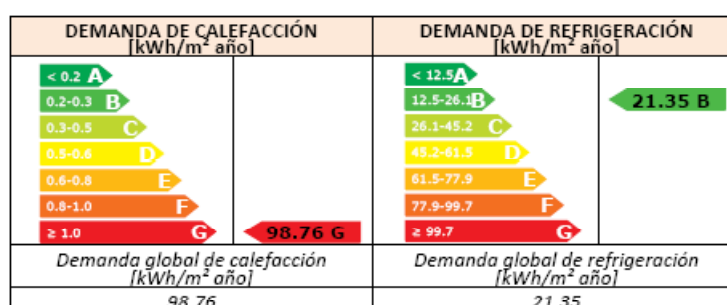 DEMANDA DE CALEFACCIÓN
[kWh/m² año]
DEMANDA DE REFRIGERACIÓN
[kWh/m² año]
< 0.2 A
0.2-0.3 B
0.3-0.5 C
0.5-0.6 D
0.6-0.8 E
0.8-1.0 F
≥ 1.0 G
98.76 G
< 12.5 A
12.5-26.1 B
26.1-45.2 C
45.2-61.5 D
61.5-77.9 E
77.9-99.7 F
≥ 99.7 G
21.35 B
Demanda global de calefacción
[kWh/m² año]
Demanda global de refrigeración
[kWh/m² año]
98.76
21.35